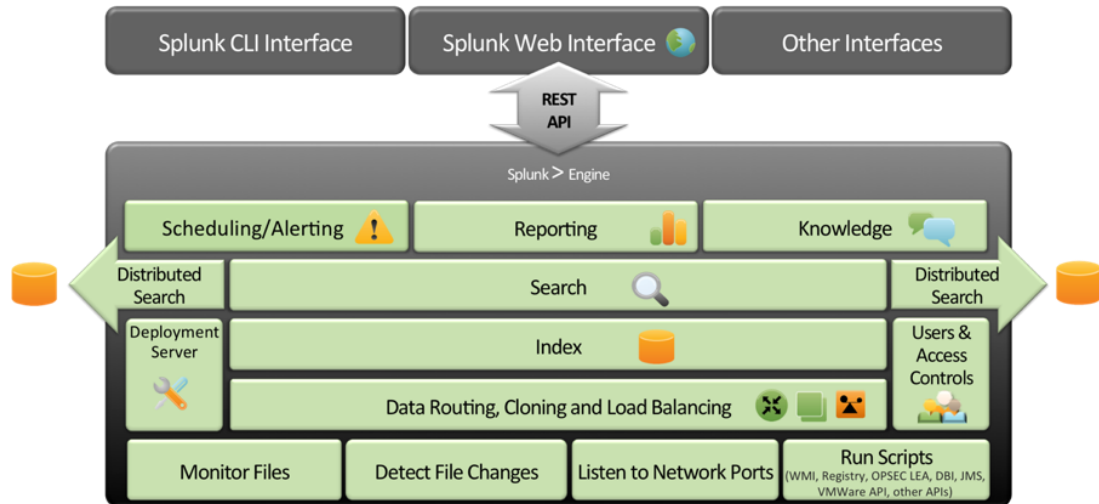 Splunk CLI Interface
Splunk Web Interface
Other Interfaces
REST
API
Splunk > Engine
Scheduling/Alerting
Reporting
Knowledge
Distributed
Search
Search
Distributed
Search
Deployment
Server
Index
Users &
Access
Controls
Data Routing, Cloning and Load Balancing
Monitor Files
Detect File Changes
Listen to Network Ports
Run Scripts
(WMI, Registry, OPSEC LEA, DBI, JMS,
VMWare API, other APIs)